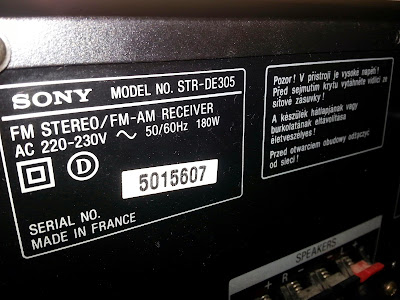 SONY MODEL NO. STR-DE305
FM STEREO/FM-AM RECEIVER
AC 220-230V ~ 50/60Hz 180W
D
5015607
SERIAL NO.
MADE IN FRANCE
Pozor! V přístroji je vysoké napětí!
Před sejmutím krytu vytáhněte vidlici ze
síťové zásuvky!
A készülék hátlapjának vagy
burkolatának eltávolítása
életveszélyes!
Przed otwarciem obudowy odłączyć
od sieci!
SPEAKERS
+ R